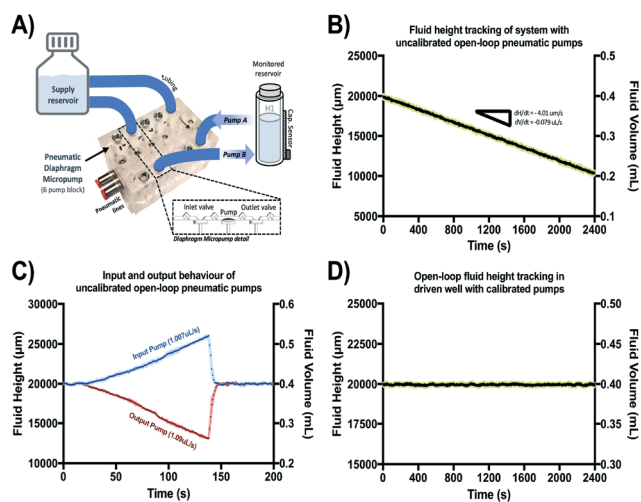 A)
Supply
reservoir
tubing
Monitored
reservoir
H1
Cap. Sensor
Pump A
Pump B
Pneumatic
Diaphragm
Micropump
(6 pump block)
Pneumatic
lines
Inlet valve
Pump
Outlet valve
Diaphragm Micropump detail
B)
Fluid height tracking of system with
uncalibrated open-loop pneumatic pumps
Fluid Height (µm)
25000
20000
15000
10000
5000
dH/dt = - 4.01 um/s
dV/dt = -0.079 uL/s
0.5
0.4
0.3
0.2
0.1
Fluid Volume (mL)
0
400
800
1200
1600
2000
2400
Time (s)
C)
Input and output behaviour of
uncalibrated open-loop pneumatic pumps
Fluid Height (µm)
30000
25000
20000
15000
10000
Input Pump (1.007uL/s)
Output Pump (1.09uL/s)
0.6
0.5
0.4
0.3
0.2
Fluid Volume (mL)
0
50
100
150
200
Time (s)
D)
Open-loop fluid height tracking in
driven well with calibrated pumps
Fluid Height (µm)
25000
22500
20000
17500
15000
0.50
0.45
0.40
0.35
0.30
Fluid Volume (mL)
0
400
800
1200
1600
2000
2400
Time (s)